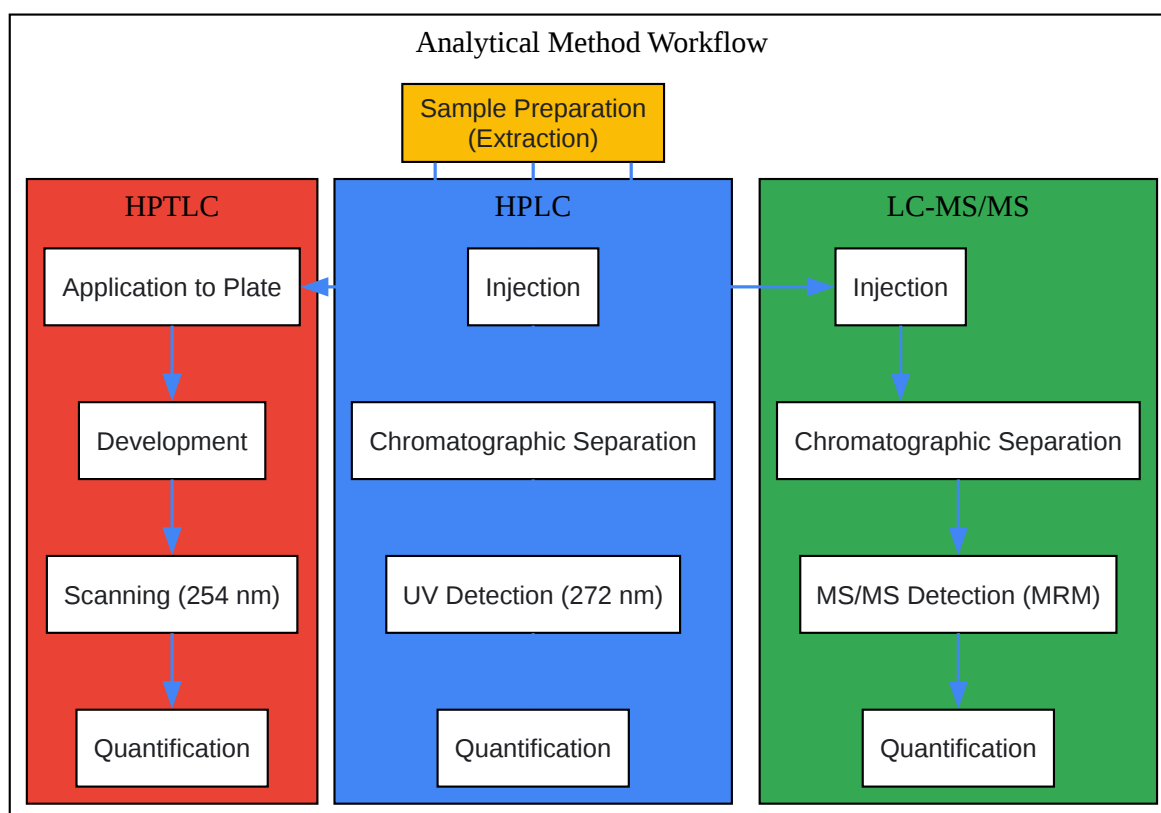 Analytical Method Workflow
Sample Preparation
(Extraction)
HPTLC
Application to Plate
Development
Scanning (254 nm)
Quantification
HPLC
Injection
Chromatographic Separation
UV Detection (272 nm)
Quantification
LC-MS/MS
Injection
Chromatographic Separation
MS/MS Detection (MRM)
Quantification